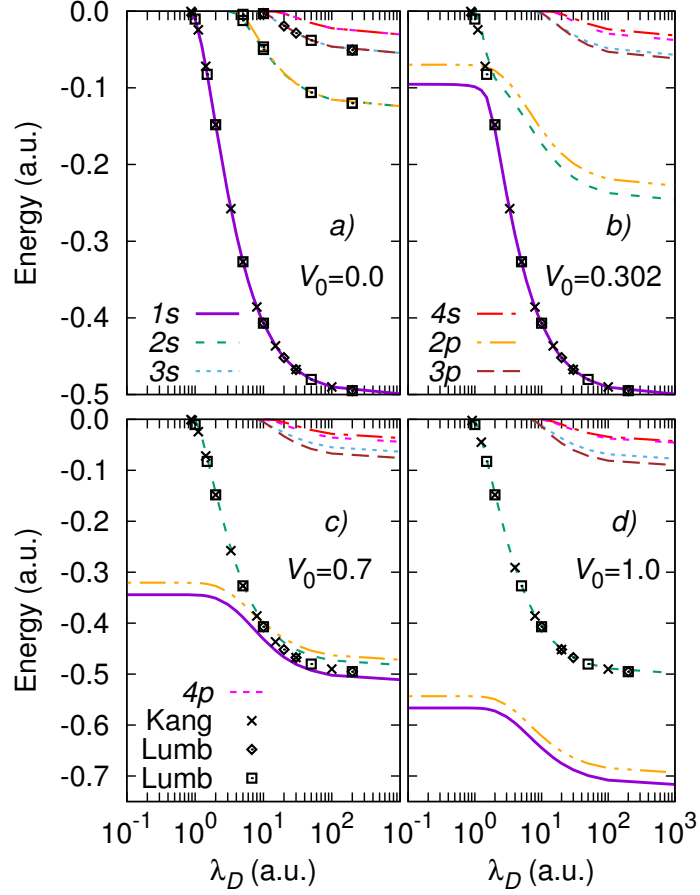 0.0
-0.1
-0.2
-0.3
-0.4
-0.5
Energy (a.u.)
a)
V0=0.0
1s
2s
3s
b)
V0=0.302
4s
2p
3p
0.0
-0.1
-0.2
-0.3
-0.4
-0.5
-0.6
-0.7
Energy (a.u.)
c)
V0=0.7
4p
Kang
Lumb
Lumb
d)
V0=1.0
10-1 100 101 102
10-1 100 101 102 103
λD (a.u.)
λD (a.u.)